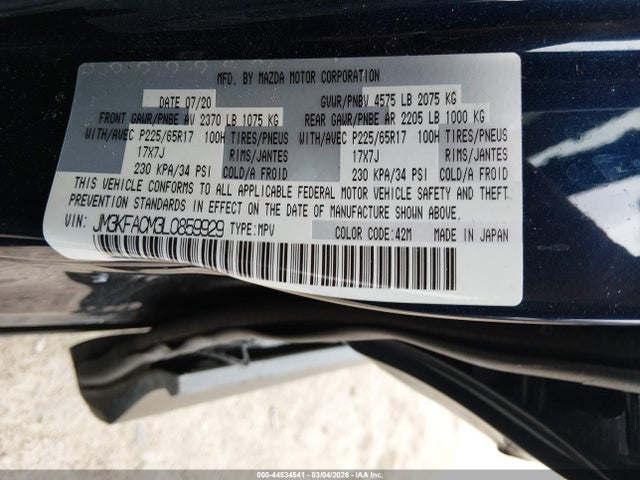 MFD. BY MAZDA MOTOR CORPORATION
DATE 07/20 GVWR/PNBV 4575 LB 2075 KG
FRONT GAWR/PNBE AV 2370 LB 1075 KG REAR GAWR/PNBE AR 2205 LB 1000 KG
WITH/AVEC P225/65R17 100H TIRES/PNEUS WITH/AVEC P225/65R17 100H TIRES/PNEUS
17X7J RIMS/JANTES 17X7J RIMS/JANTES
230 KPA/34 PSI COLD/A FROID 230 KPA/34 PSI COLD/A FROID
THIS VEHICLE CONFORMS TO ALL APPLICABLE FEDERAL MOTOR VEHICLE SAFETY AND THEFT
PREVENTION STANDARDS IN EFFECT ON THE DATE OF MANUFACTURE SHOWN ABOVE.
VIN: JM3KFACM3L0859929 TYPE:MPV COLOR CODE:42M MADE IN JAPAN
000-44534541 - 03/04/2026 - IAA Inc.